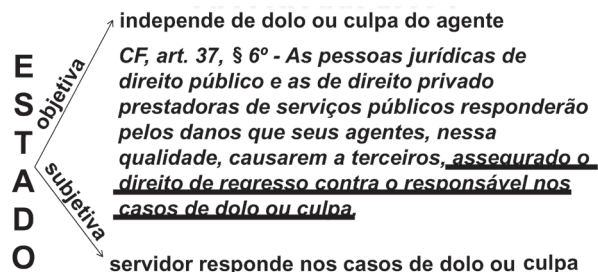 independe de dolo ou culpa do agente
CF, art. 37, § 6º - As pessoas jurídicas de
direito público e as de direito privado
prestadoras de serviços públicos responderão
pelos danos que seus agentes, nessa
qualidade, causarem a terceiros, assegurado o
direito de regresso contra o responsável nos
casos de dolo ou culpa.
servidor responde nos casos de dolo ou culpa
ESTADO
objetiva
subjetiva